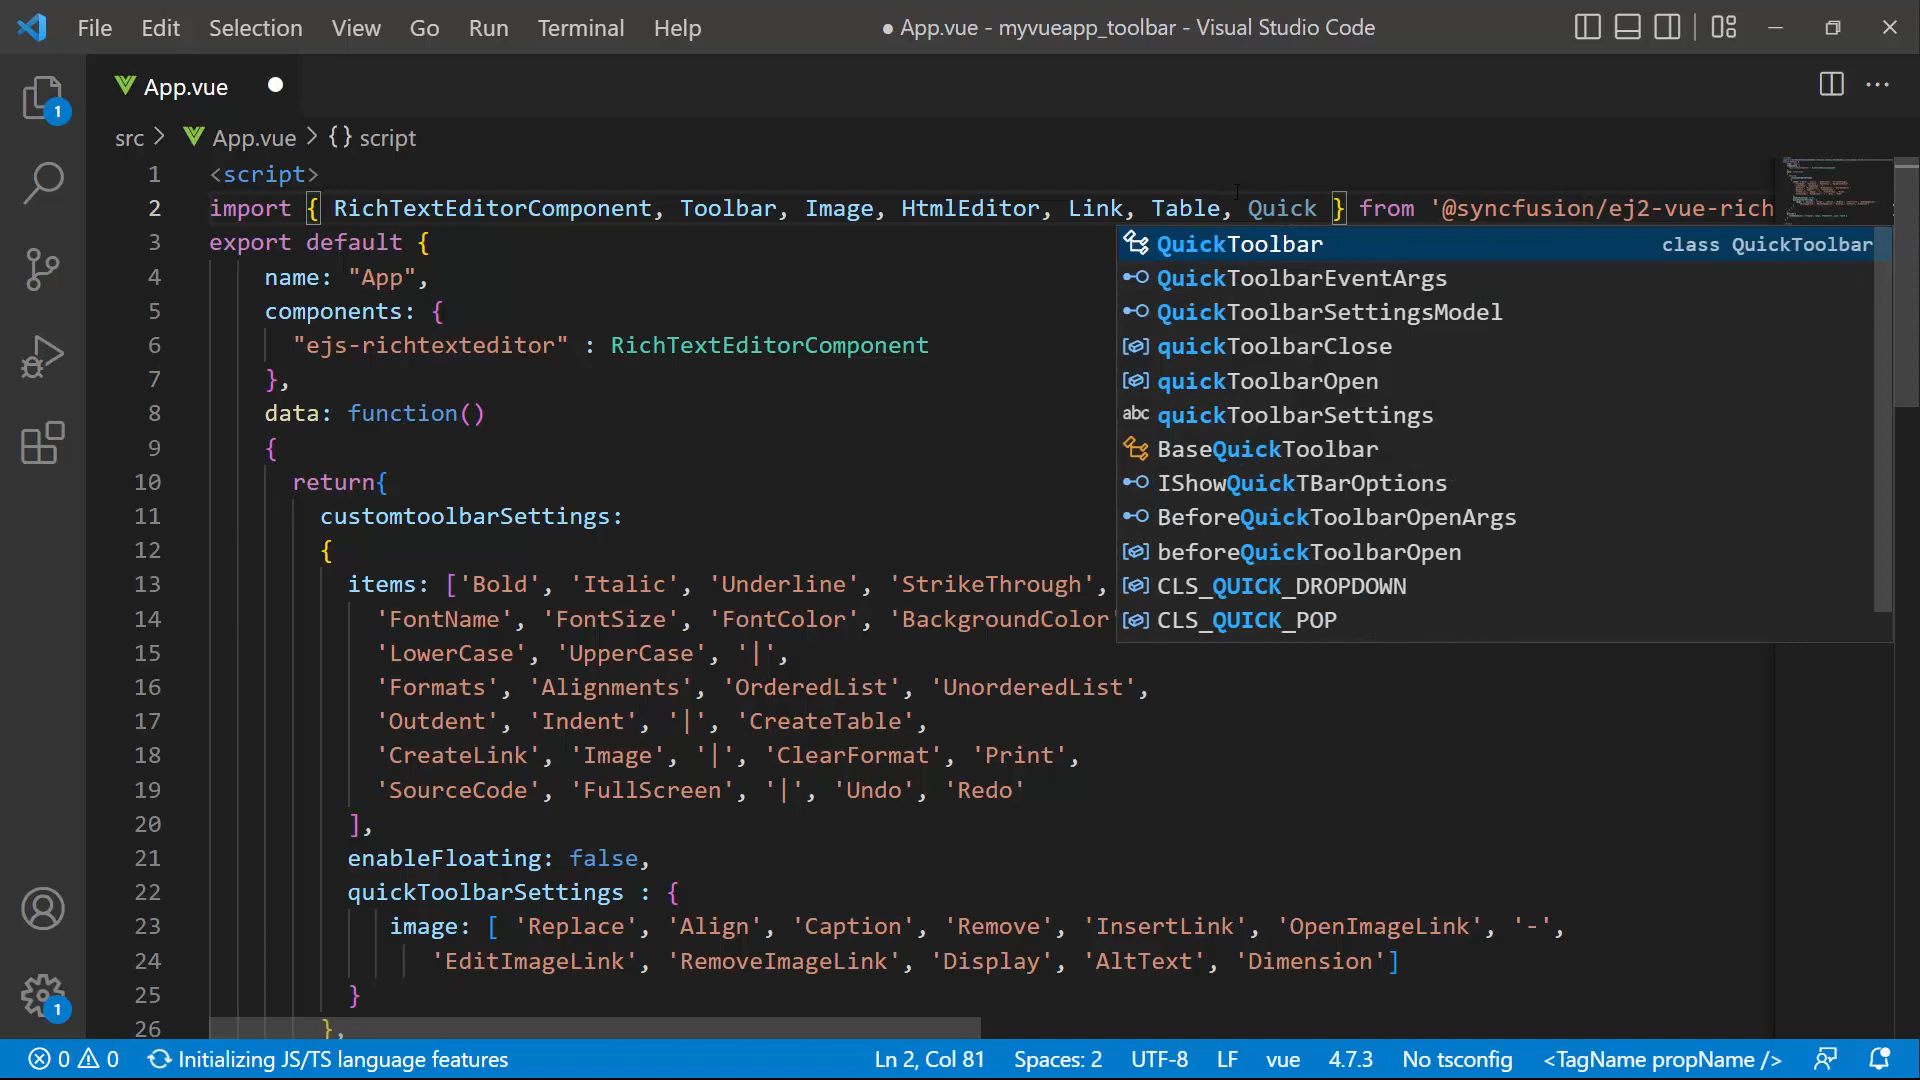 File Edit Selection View Go Run Terminal Help
● App.vue - myvueapp_toolbar - Visual Studio Code
1
App.vue ●
src > App.vue > {} script
1 <script>
2 import { RichTextEditorComponent, Toolbar, Image, HtmlEditor, Link, Table, Quick } from '@syncfusion/ej2-vue-rich
3 export default {
4 name: "App",
5 components: {
6 "ejs-richtexteditor" : RichTextEditorComponent
7 },
8 data: function()
9 {
10 return{
11 customtoolbarSettings:
12 {
13 items: ['Bold', 'Italic', 'Underline', 'StrikeThrough',
14 'FontName', 'FontSize', 'FontColor', 'BackgroundColor'
15 'LowerCase', 'UpperCase', '|',
16 'Formats', 'Alignments', 'OrderedList', 'UnorderedList',
17 'Outdent', 'Indent', '|', 'CreateTable',
18 'CreateLink', 'Image', '|', 'ClearFormat', 'Print',
19 'SourceCode', 'FullScreen', '|', 'Undo', 'Redo'
20 ],
21 enableFloating: false,
22 quickToolbarSettings : {
23 image: [ 'Replace', 'Align', 'Caption', 'Remove', 'InsertLink', 'OpenImageLink', '-',
24 'EditImageLink', 'RemoveImageLink', 'Display', 'AltText', 'Dimension']
25 }
26 },
QuickToolbar class QuickToolbar
QuickToolbarEventArgs
QuickToolbarSettingsModel
quickToolbarClose
quickToolbarOpen
abc quickToolbarSettings
BaseQuickToolbar
IShowQuickTBarOptions
BeforeQuickToolbarOpenArgs
beforeQuickToolbarOpen
CLS_QUICK_DROPDOWN
CLS_QUICK_POP
1
0 0 Initializing JS/TS language features
Ln 2, Col 81 Spaces: 2 UTF-8 LF vue 4.7.3 No tsconfig <TagName propName />